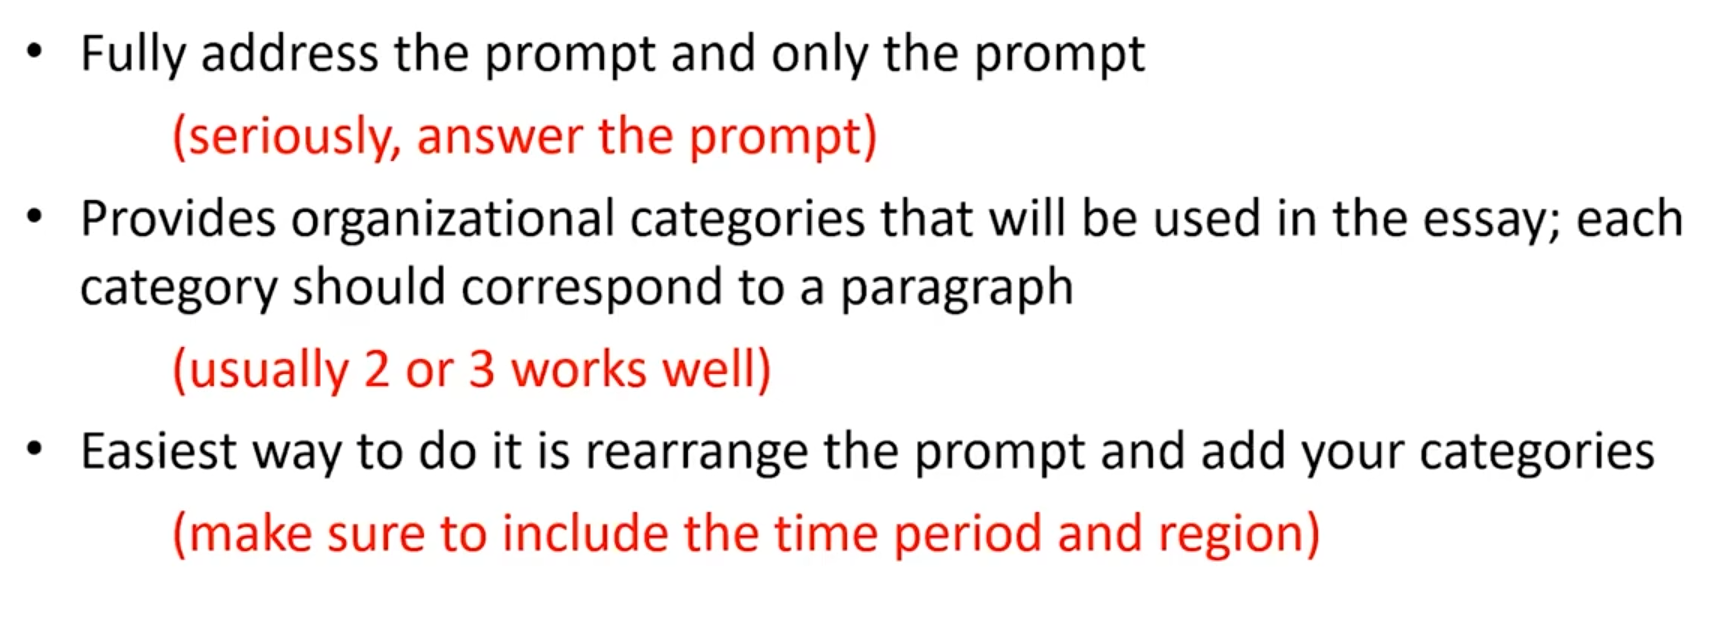 • Fully address the prompt and only the prompt
(seriously, answer the prompt)
• Provides organizational categories that will be used in the essay; each
category should correspond to a paragraph
(usually 2 or 3 works well)
• Easiest way to do it is rearrange the prompt and add your categories
(make sure to include the time period and region)